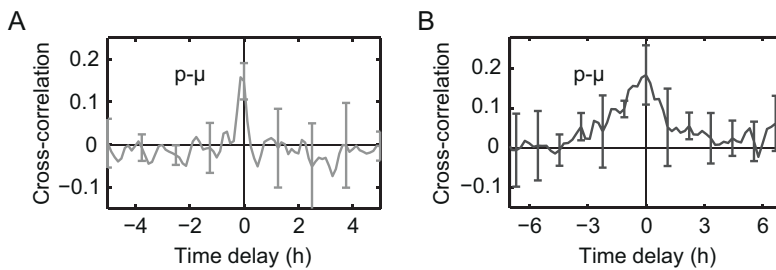 A
Cross-correlation
0.2
0.1
0
−0.1
p-μ
−4 −2 0 2 4
Time delay (h)
B
Cross-correlation
0.2
0.1
0
−0.1
p-μ
−6 −3 0 3 6
Time delay (h)